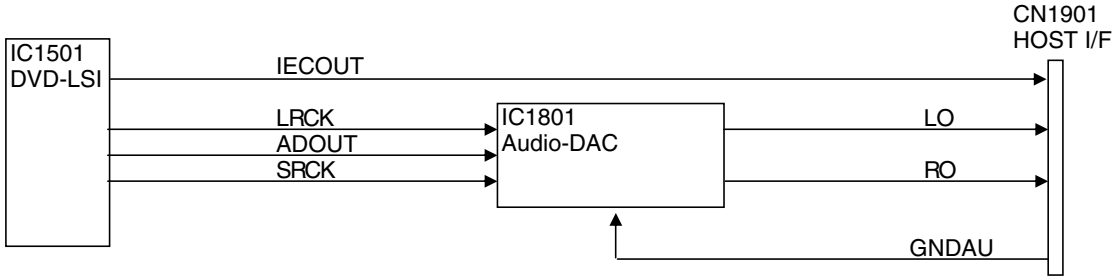 CN1901
HOST I/F
IC1501
DVD-LSI
IECOUT
LRCK
ADOUT
SRCK
IC1801
Audio-DAC
LO
RO
GNDAU